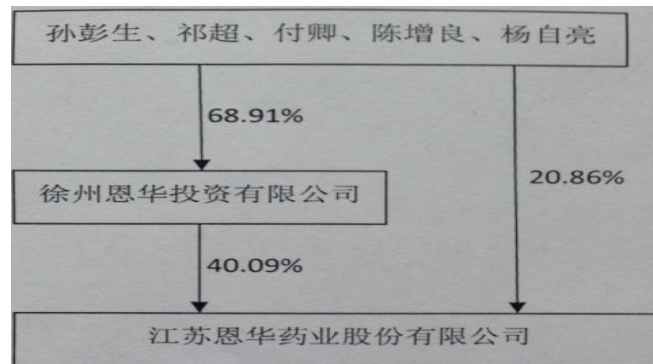 孙彭生、祁超、付卿、陈增良、杨自亮
68.91%
20.86%
徐州恩华投资有限公司
40.09%
江苏恩华药业股份有限公司